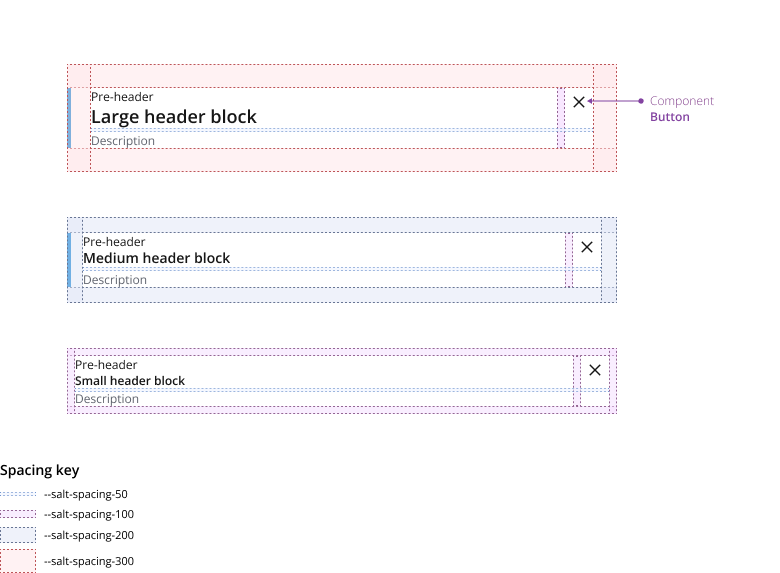 Pre-header
Large header block
Description
Component
Button
Pre-header
Medium header block
Description
Pre-header
Small header block
Description
Spacing key
--salt-spacing-50
--salt-spacing-100
--salt-spacing-200
--salt-spacing-300